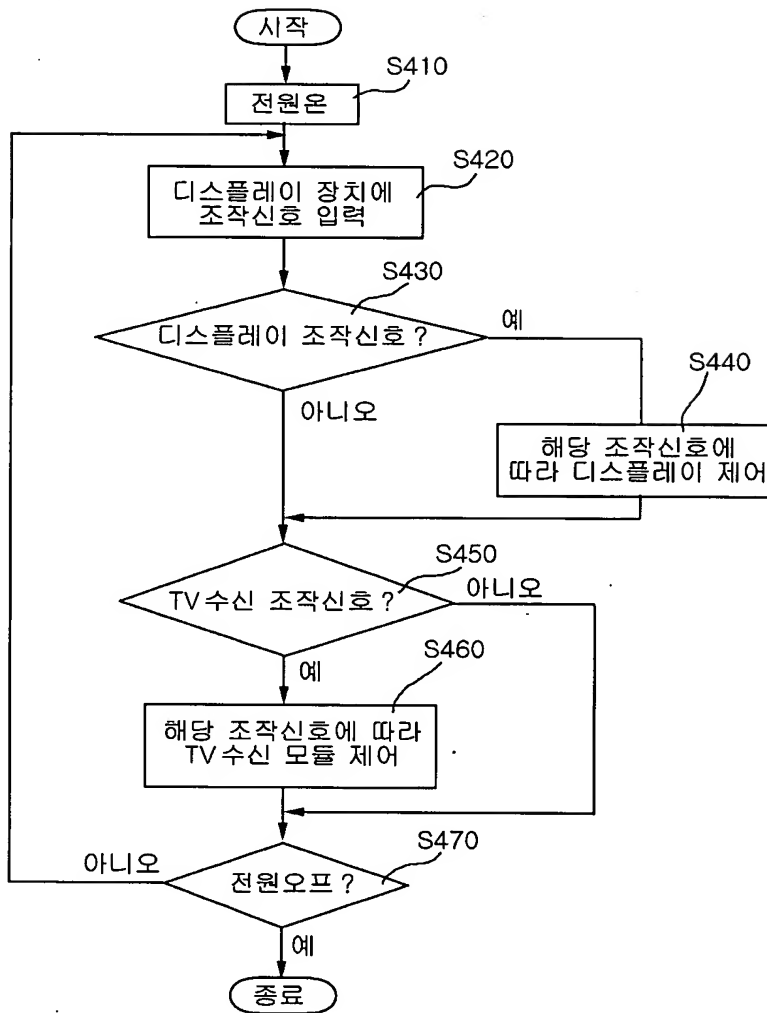 시작
S410
전원온
S420
디스플레이 장치에
조작신호 입력
S430
디스플레이 조작신호?
예
S440
아니오
해당 조작신호에
따라 디스플레이 제어
S450
TV수신 조작신호?
아니오
S460
예
해당 조작신호에 따라
TV수신 모듈 제어
S470
아니오
전원오프?
예
종료